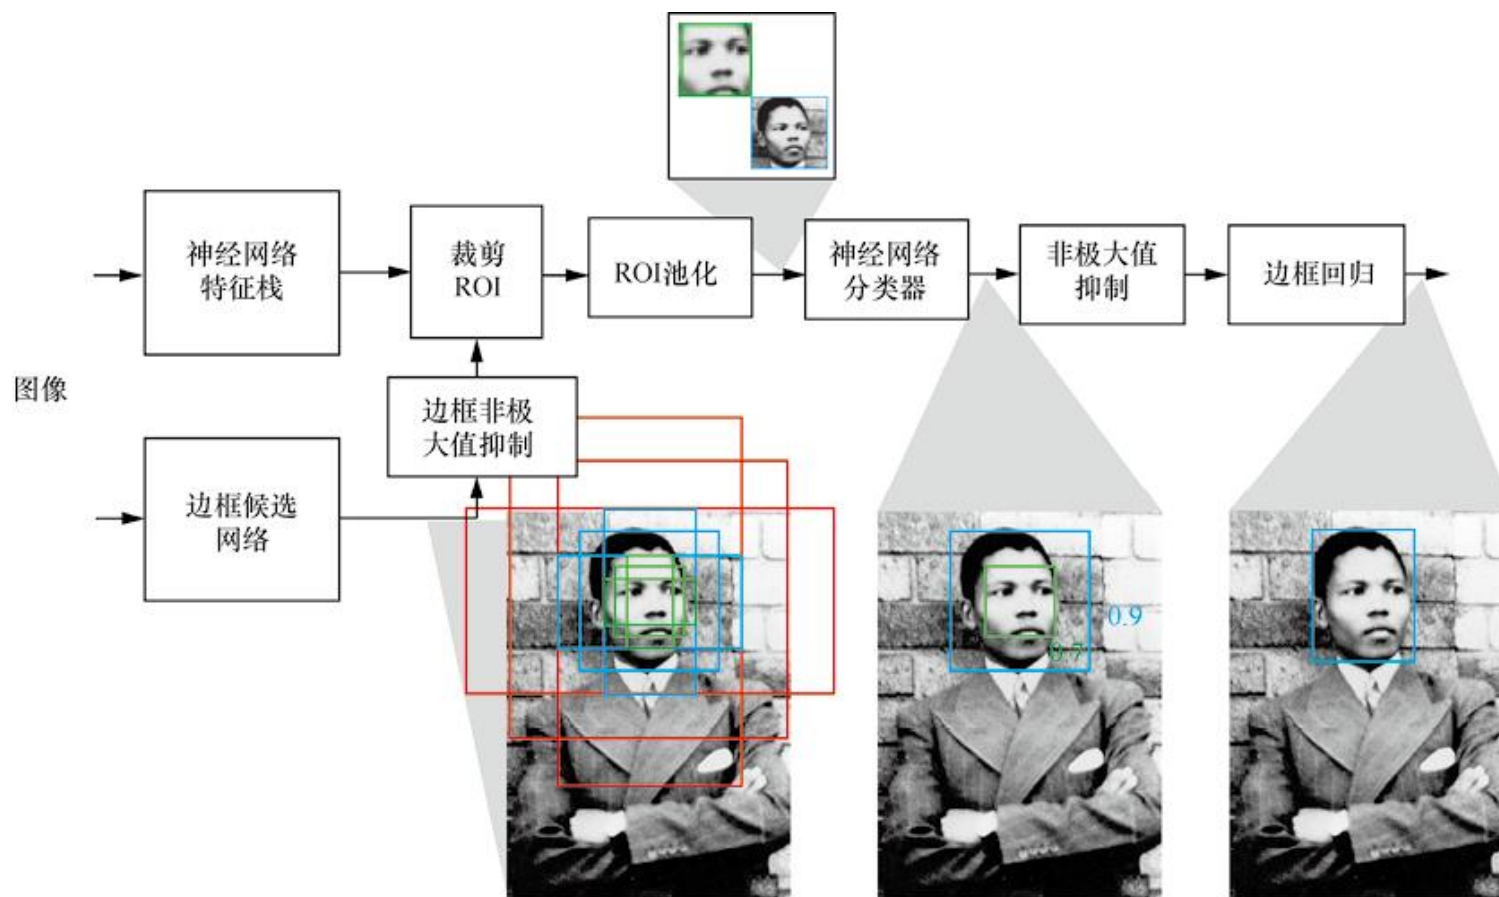 神经网络
特征栈
裁剪
ROI
ROI池化
神经网络
分类器
非极大值
抑制
边框回归
图像
边框非极
大值抑制
边框候选
网络
0.9
0.7